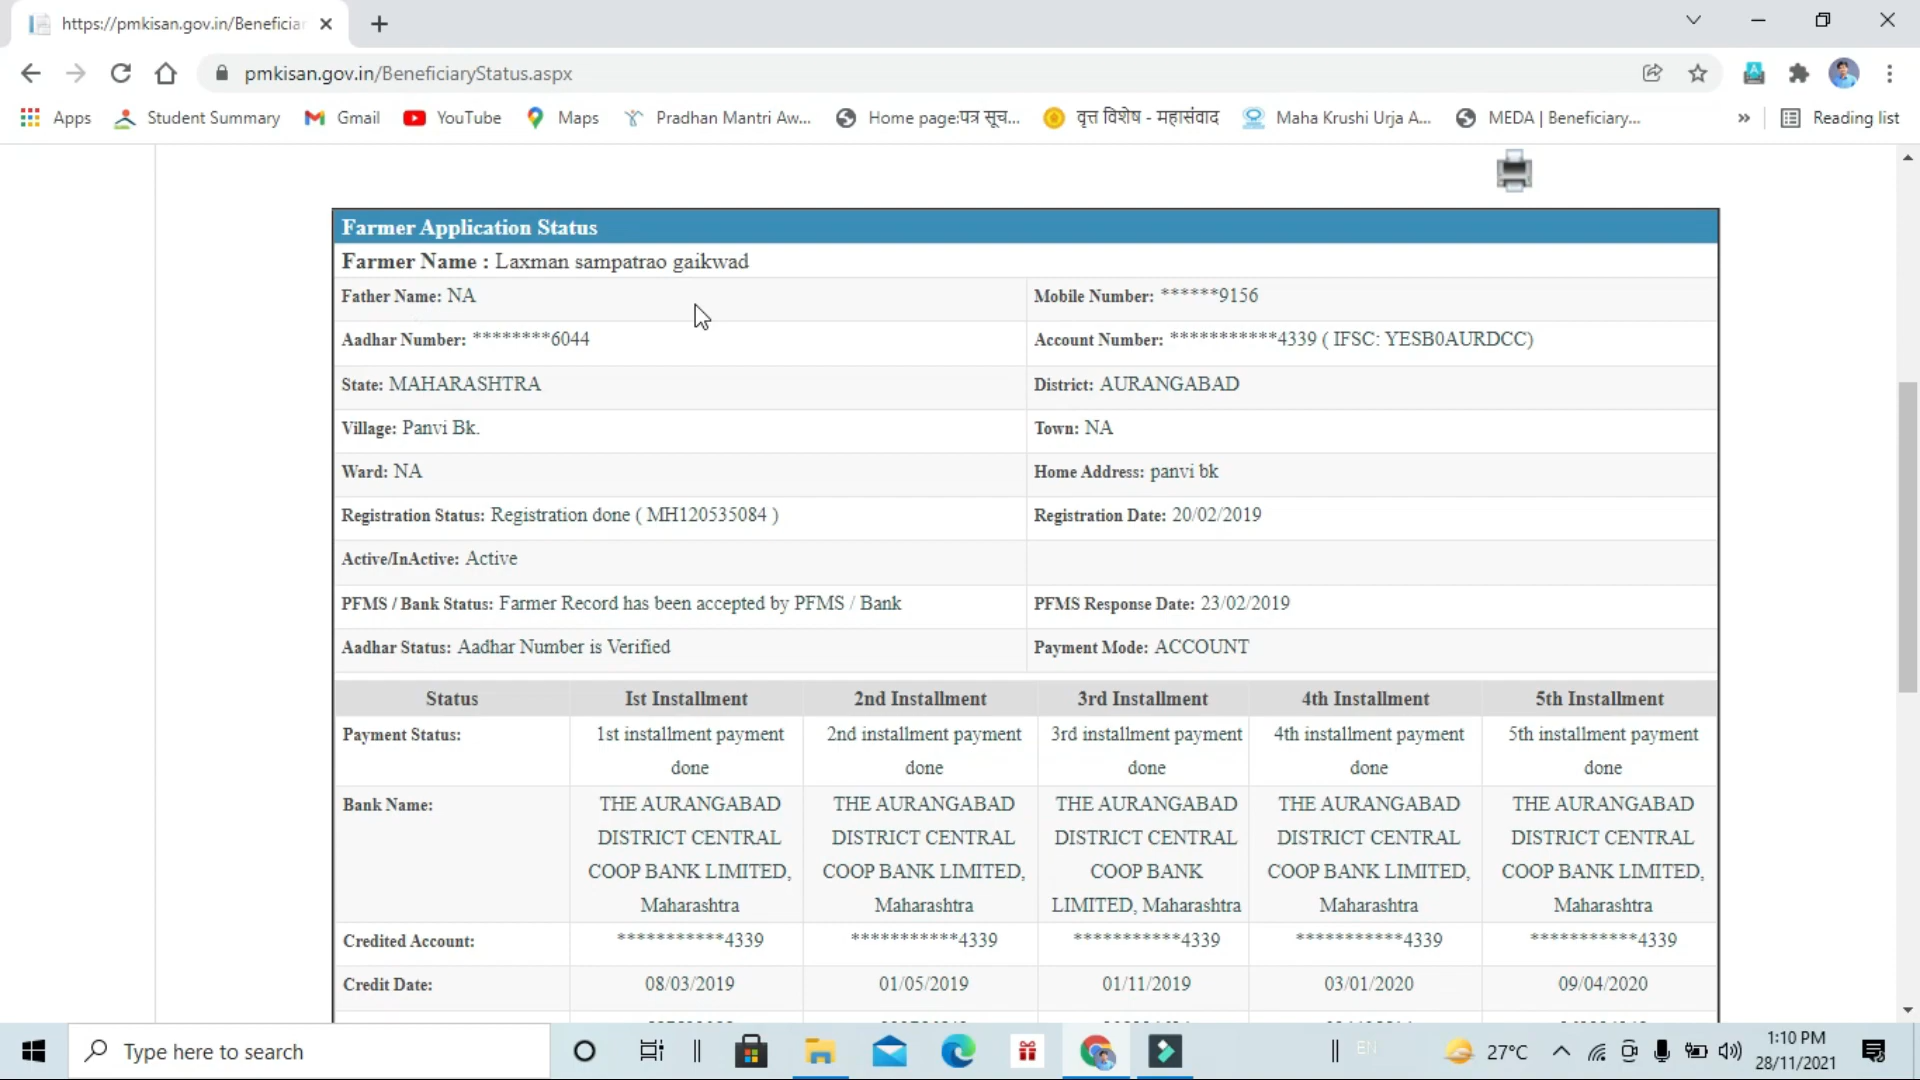 https://pmkisan.gov.in/Beneficiar
pmkisan.gov.in/BeneficiaryStatus.aspx
Apps Student Summary Gmail YouTube Maps Pradhan Mantri Aw... Home page:पत्र सूच... वृत्त विशेष - महासंवाद Maha Krushi Urja A... MEDA | Beneficiary... » Reading list
Farmer Application Status
Farmer Name : Laxman sampatrao gaikwad
Father Name: NA Mobile Number: ******9156
Aadhar Number: ********6044 Account Number: ***********4339 ( IFSC: YESB0AURDCC)
State: MAHARASHTRA District: AURANGABAD
Village: Panvi Bk. Town: NA
Ward: NA Home Address: panvi bk
Registration Status: Registration done ( MH120535084 ) Registration Date: 20/02/2019
Active/InActive: Active
PFMS / Bank Status: Farmer Record has been accepted by PFMS / Bank PFMS Response Date: 23/02/2019
Aadhar Status: Aadhar Number is Verified Payment Mode: ACCOUNT
Status Ist Installment 2nd Installment 3rd Installment 4th Installment 5th Installment
Payment Status: 1st installment payment 2nd installment payment 3rd installment payment 4th installment payment 5th installment payment
done done done done done
Bank Name: THE AURANGABAD THE AURANGABAD THE AURANGABAD THE AURANGABAD THE AURANGABAD
DISTRICT CENTRAL DISTRICT CENTRAL DISTRICT CENTRAL DISTRICT CENTRAL DISTRICT CENTRAL
COOP BANK LIMITED, COOP BANK LIMITED, COOP BANK COOP BANK LIMITED, COOP BANK LIMITED,
Maharashtra Maharashtra LIMITED, Maharashtra Maharashtra Maharashtra
Credited Account: ***********4339 ***********4339 ***********4339 ***********4339 ***********4339
Credit Date: 08/03/2019 01/05/2019 01/11/2019 03/01/2020 09/04/2020
Type here to search EN 27°C 1:10 PM
28/11/2021